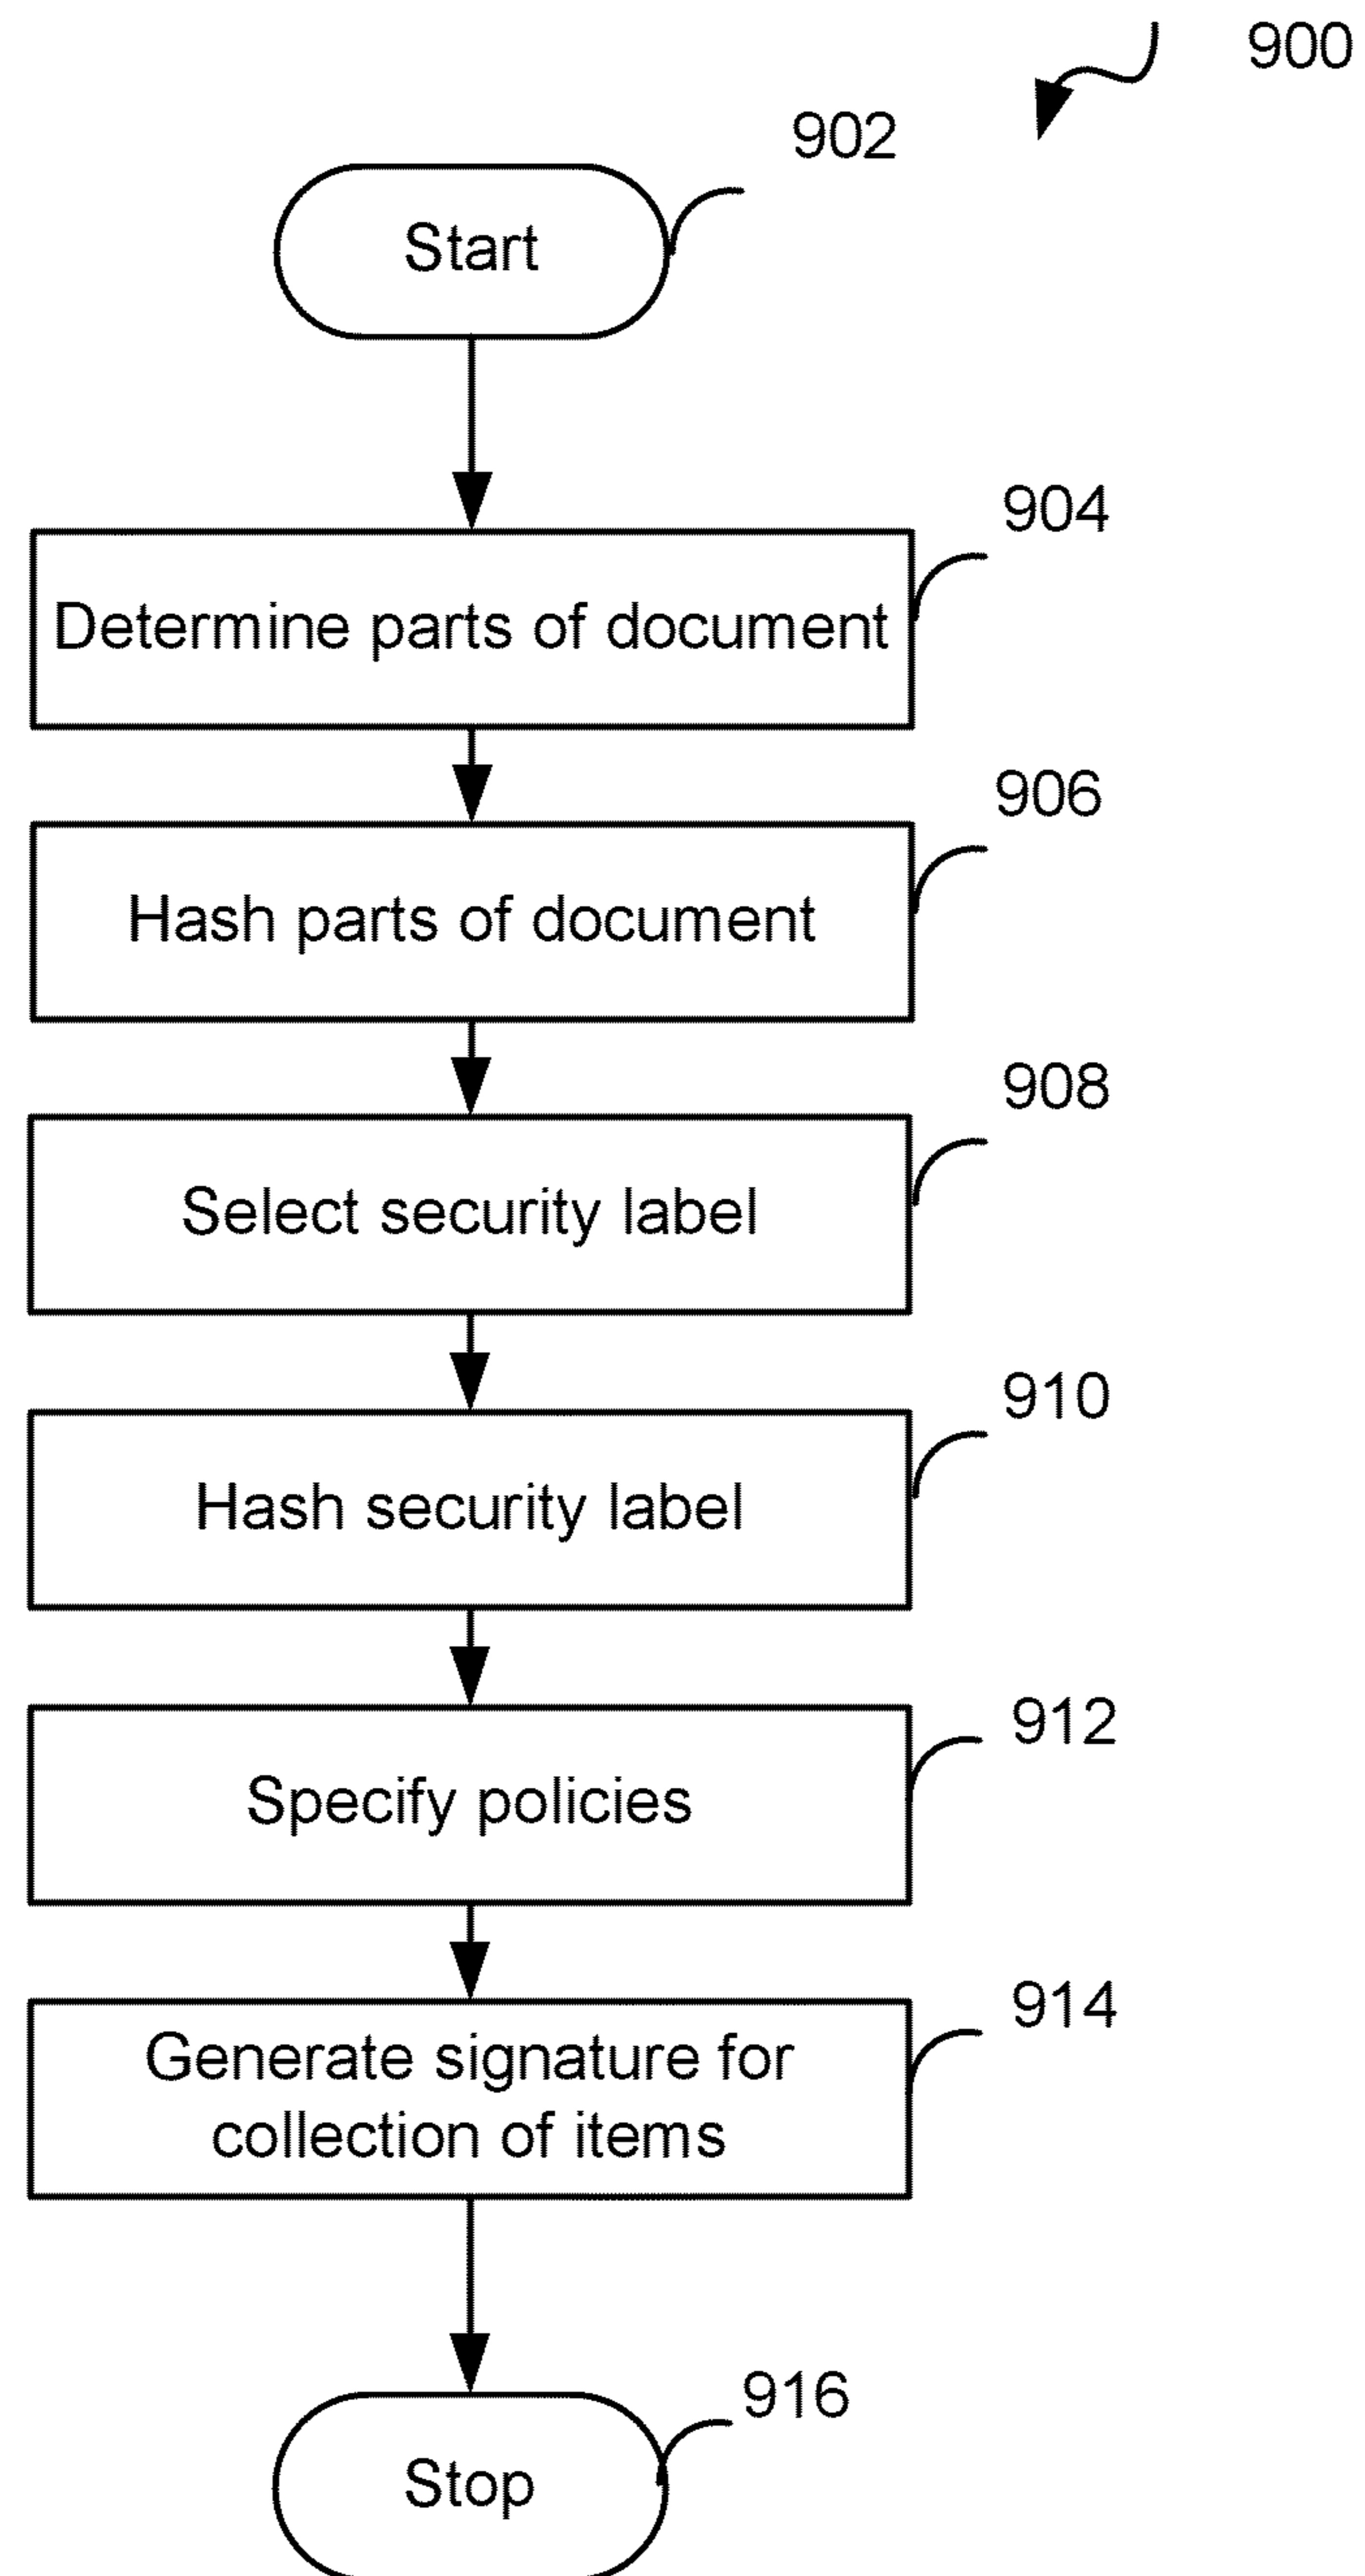 900
902
Start
904
Determine parts of document
906
Hash parts of document
908
Select security label
910
Hash security label
912
Specify policies
914
Generate signature for
collection of items
916
Stop